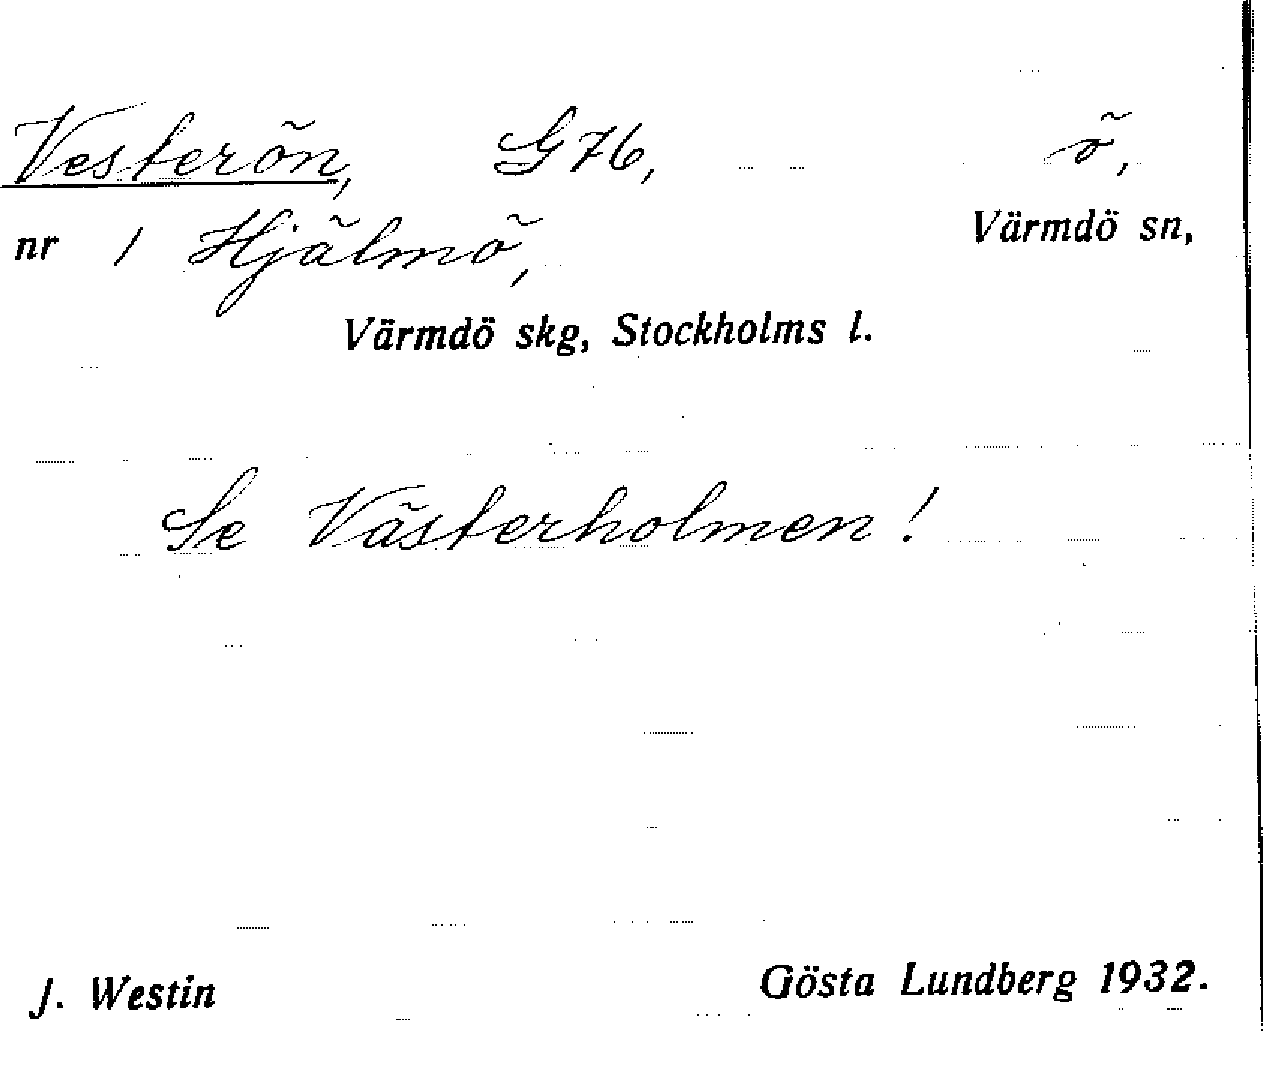 Vesterön, G76, ö,
nr 1 Hjälmö, Värmdö sn,
Värmdö skg, Stockholms l.
Se Västerholmen!
J. Westin Gösta Lundberg 1932.